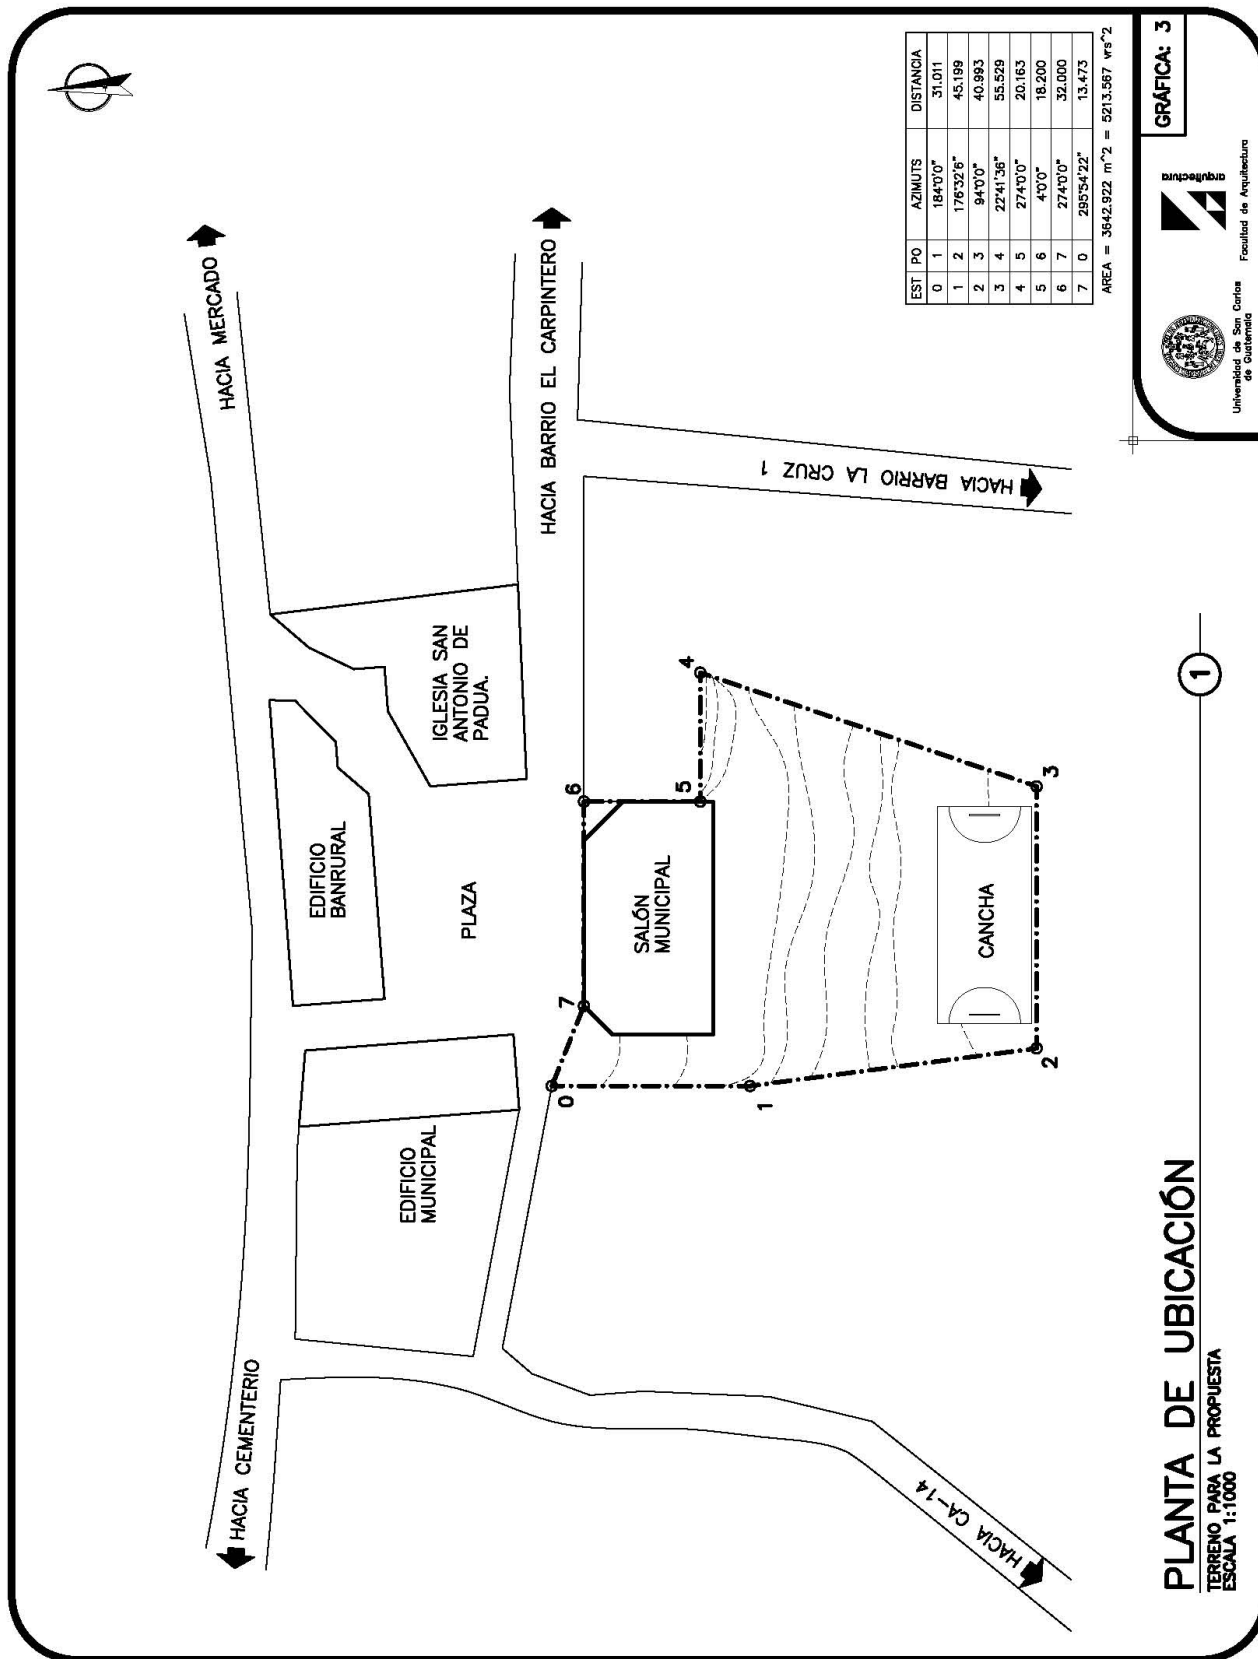 HACIA CEMENTERIO
HACIA MERCADO
EDIFICIO
BANRURAL
EDIFICIO
MUNICIPAL
PLAZA
IGLESIA SAN
ANTONIO DE
PADUA.
HACIA BARRIO EL CARPINTERO
0
7
6
SALÓN
MUNICIPAL
5
4
1
HACIA BARRIO LA CRUZ 1
HACIA CA-14
CANCHA
2
3
EST PO AZIMUTS DISTANCIA
0 1 184°0'0" 31.011
1 2 176°32'6" 45.199
2 3 94°0'0" 40.993
3 4 22°41'36" 55.529
4 5 274°0'0" 20.163
5 6 4°0'0" 18.200
6 7 274°0'0" 32.000
7 0 295°54'22" 13.473
AREA = 3642.922 m^2 = 5213.567 vrs^2
PLANTA DE UBICACIÓN
1
TERRENO PARA LA PROPUESTA
ESCALA 1:1000
GRÁFICA: 3
arquitectura
Universidad de San Carlos
de Guatemala
Facultad de Arquitectura